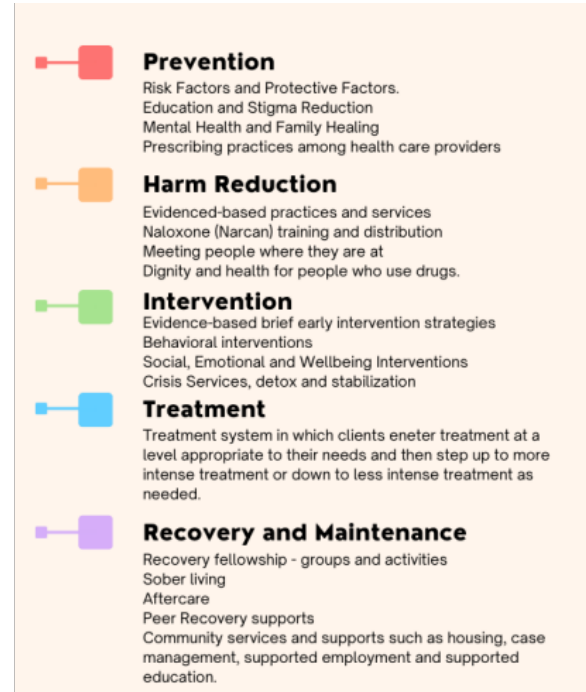 Prevention
Risk Factors and Protective Factors.
Education and Stigma Reduction
Mental Health and Family Healing
Prescribing practices among health care providers
Harm Reduction
Evidenced-based practices and services
Naloxone (Narcan) training and distribution
Meeting people where they are at
Dignity and health for people who use drugs.
Intervention
Evidence-based brief early intervention strategies
Behavioral interventions
Social, Emotional and Wellbeing Interventions
Crisis Services, detox and stabilization
Treatment
Treatment system in which clients eneter treatment at a
level appropriate to their needs and then step up to more
intense treatment or down to less intense treatment as
needed.
Recovery and Maintenance
Recovery fellowship - groups and activities
Sober living
Aftercare
Peer Recovery supports
Community services and supports such as housing, case
management, supported employment and supported
education.